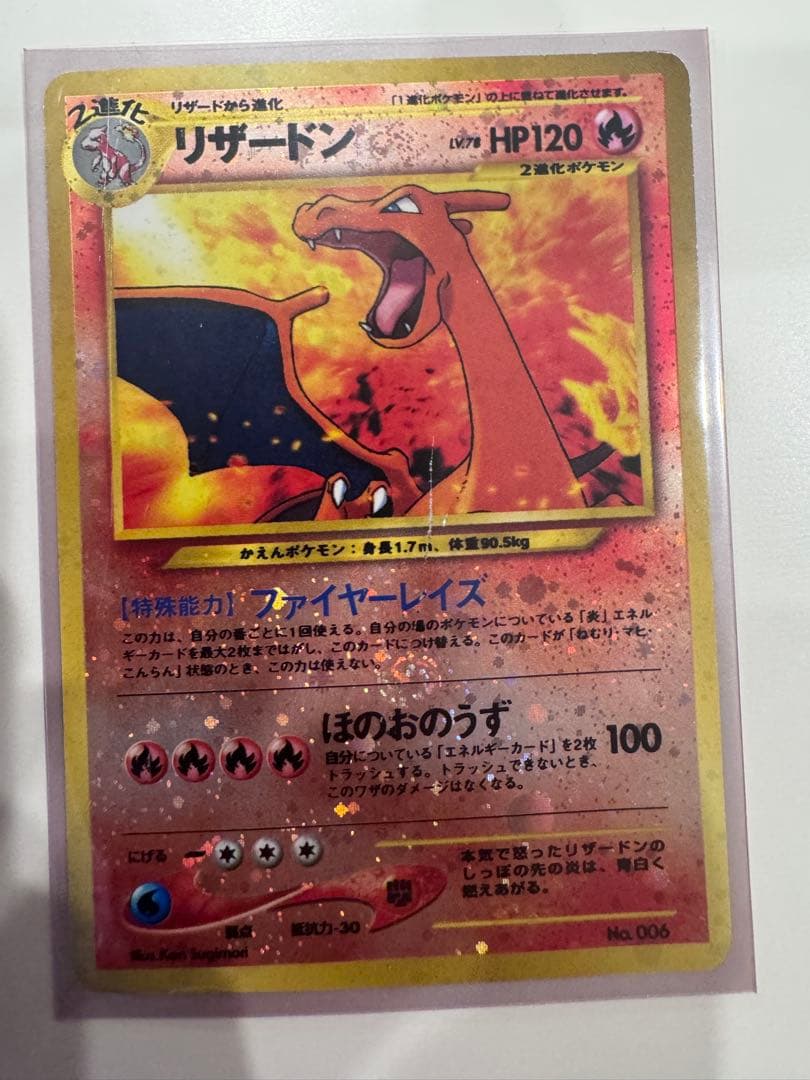 2進化
リザードから進化
「1進化ポケモン」の上に重ねて進化させます。
リザードン
LV.78 HP120
2進化ポケモン
かえんポケモン：身長1.7m、体重90.5kg
【特殊能力】ファイヤーレイズ
この力は、自分の番ごとに1回使える。自分の場のポケモンについている「炎」エネル
ギーカードを最大2枚まではがし、このカードにつけ替える。このカードが「ねむり・マヒ・
こんらん」状態のとき、この力は使えない。
ほのおのうず
100
自分についている「エネルギーカード」を2枚
トラッシュする。トラッシュできないとき、
このワザのダメージはなくなる。
にげる
本気で怒ったリザードンの
しっぽの先の炎は、青白く
燃えあがる。
弱点
抵抗力-30
No. 006
Illus. Ken Sugimori